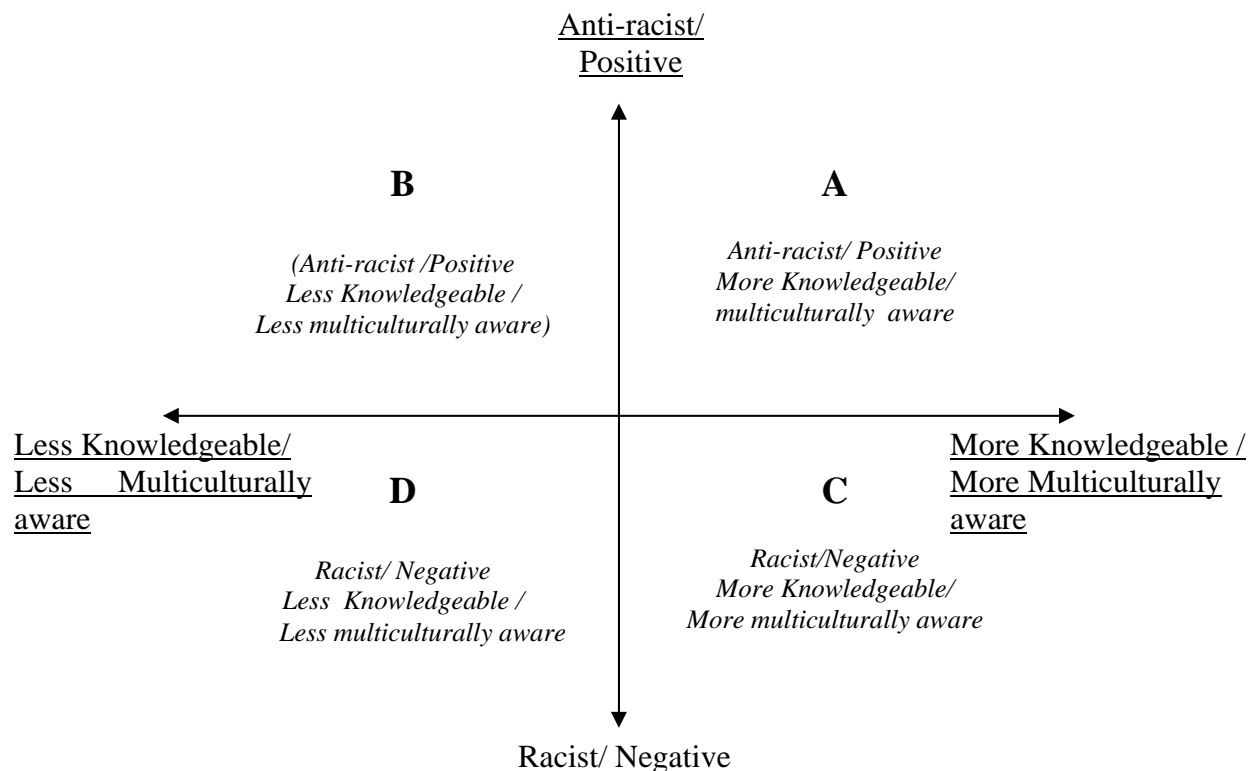 Anti-racist/
Positive
B
(Anti-racist /Positive
Less Knowledgeable /
Less multiculturally aware)
A
Anti-racist/ Positive
More Knowledgeable/
multiculturally aware
Less Knowledgeable/
Less Multiculturally
aware
More Knowledgeable /
More Multiculturally
aware
D
Racist/ Negative
Less Knowledgeable /
Less multiculturally aware
C
Racist/Negative
More Knowledgeable/
More multiculturally aware
Racist/ Negative